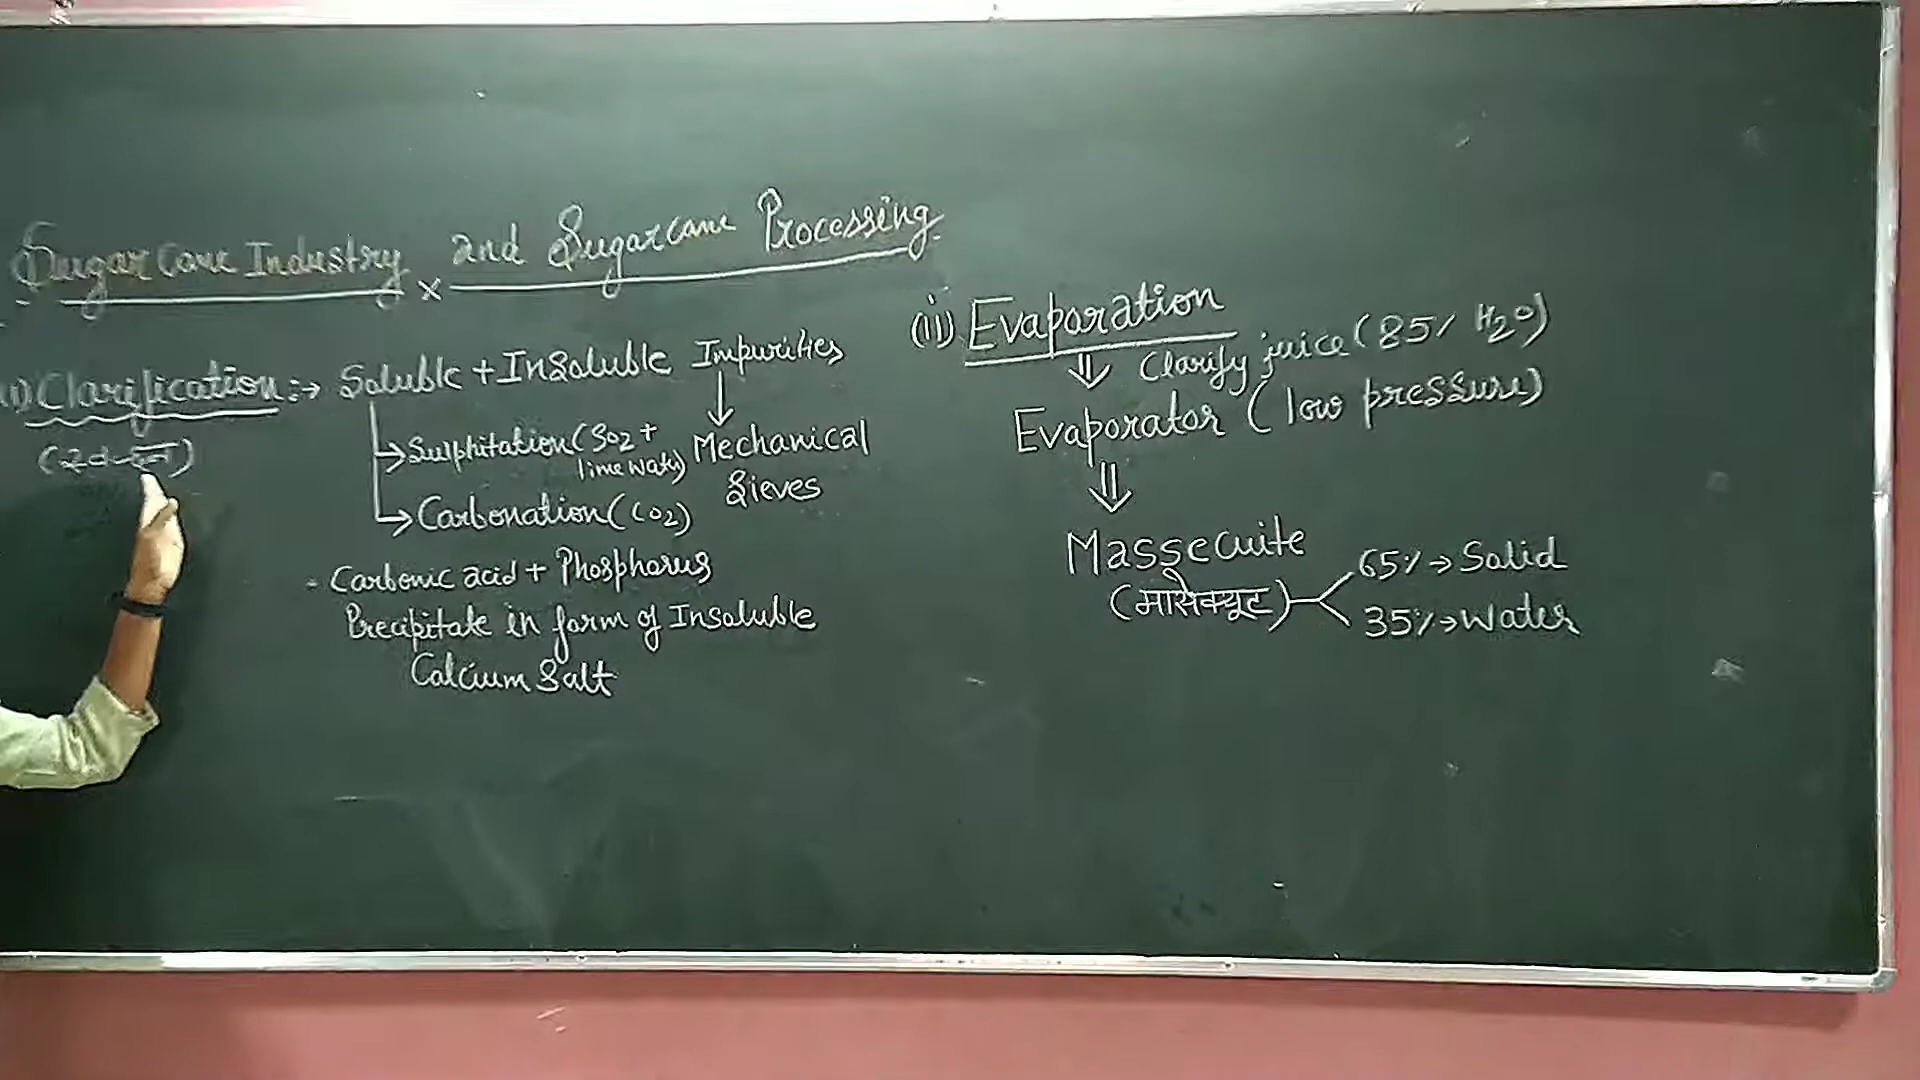 Sugarcane Industry and Sugarcane Processing
Clarification :→ Soluble + Insoluble Impurities
→ Sulphitation (SO2 + lime water)
→ Carbonation (CO2)
Mechanical
Sieves
- Carbonic acid + Phosphorus
Precipitate in form of Insoluble
Calcium Salt
(ii) Evaporation
Clarify juice (85% H2O)
Evaporator (low pressure)
Massecuite
(मासेक्यूट)
65% → Solid
35% → Water